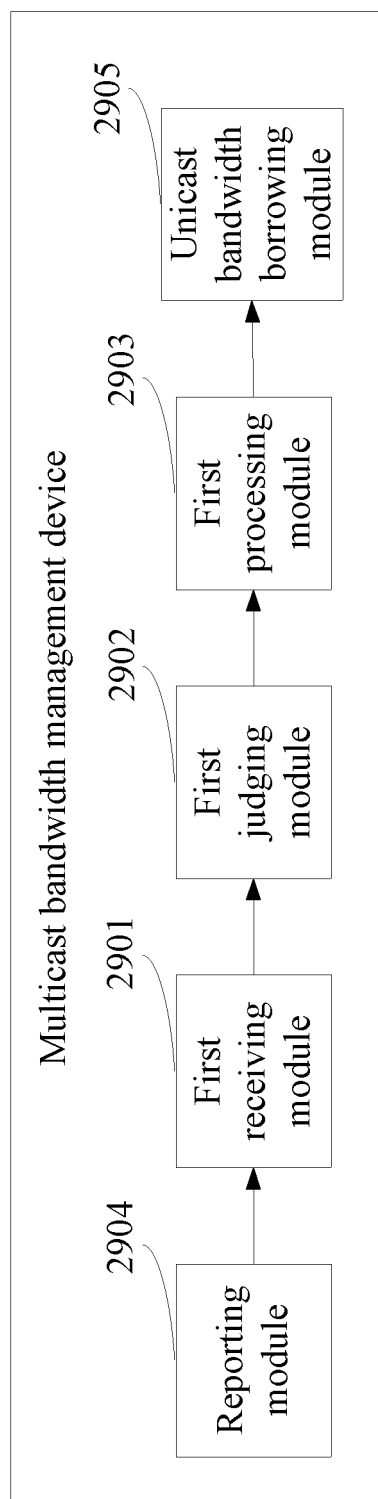 Multicast bandwidth management device
2904
2901
2902
2903
2905
Reporting
module
First
receiving
module
First
judging
module
First
processing
module
Unicast
bandwidth
borrowing
module